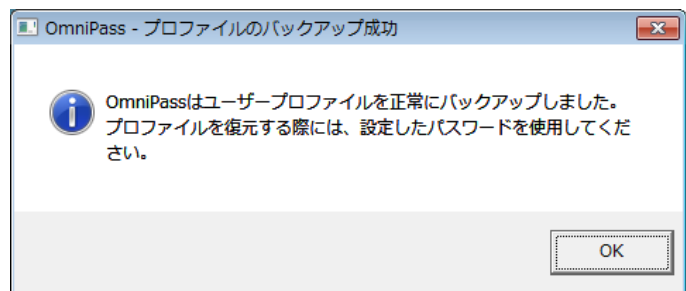 OmniPass - プロファイルのバックアップ成功
OmniPassはユーザープロファイルを正常にバックアップしました。
プロファイルを復元する際には、設定したパスワードを使用してくだ
さい。
OK